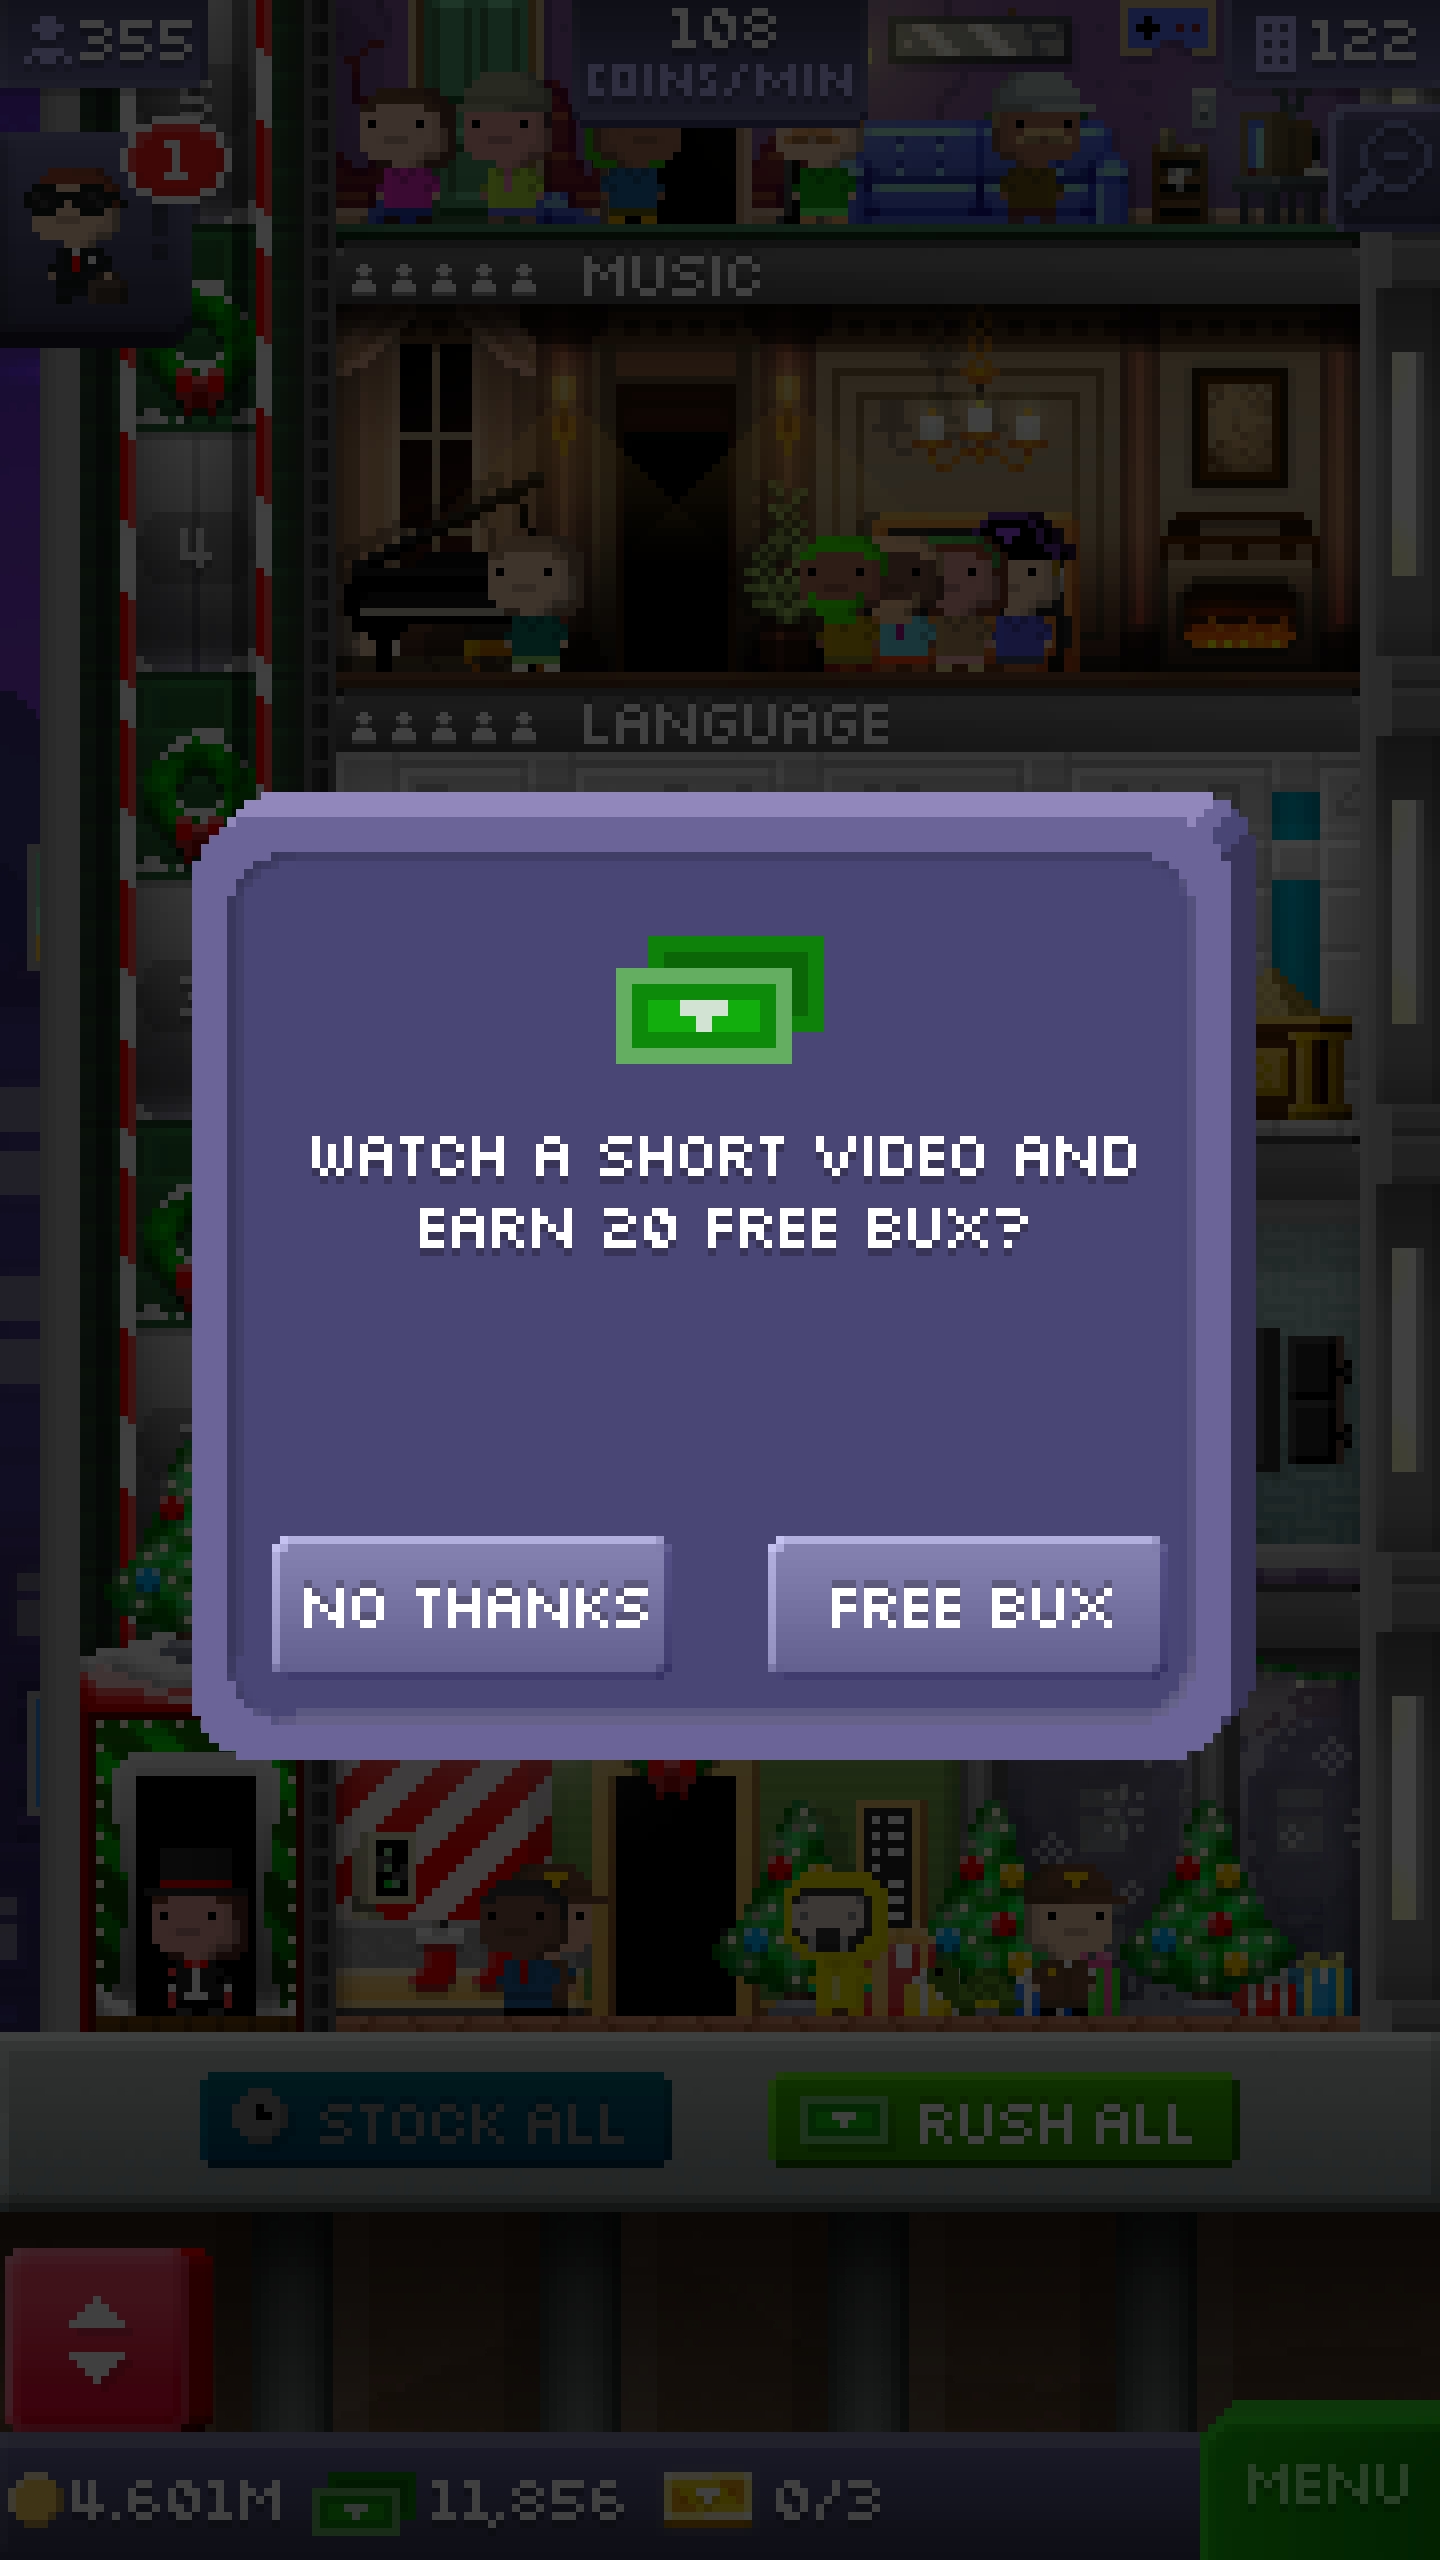 355
108
COINS/MIN
122
5
1
MUSIC
4
LANGUAGE
WATCH A SHORT VIDEO AND
EARN 20 FREE BUX?
NO THANKS
FREE BUX
STOCK ALL
RUSH ALL
4.601M
11,856
0/3
MENU